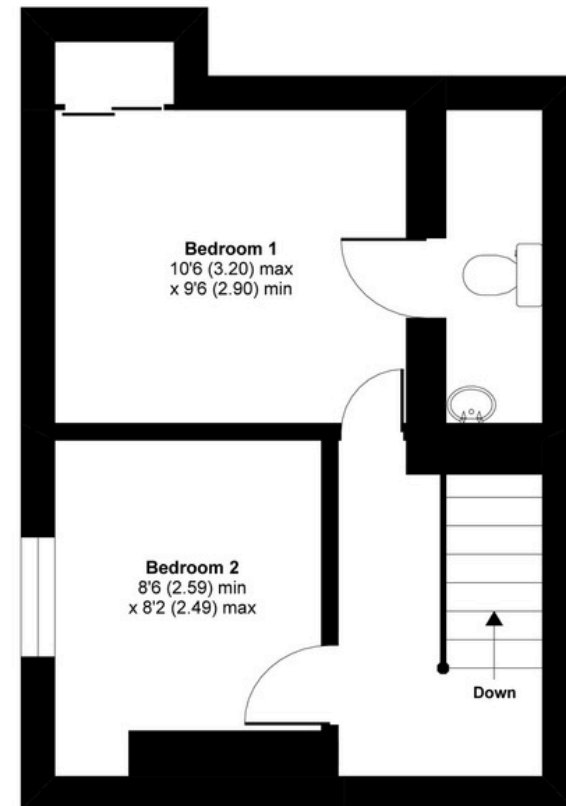 Bedroom 1
10'6 (3.20) max
x 9'6 (2.90) min
Bedroom 2
8'6 (2.59) min
x 8'2 (2.49) max
Down